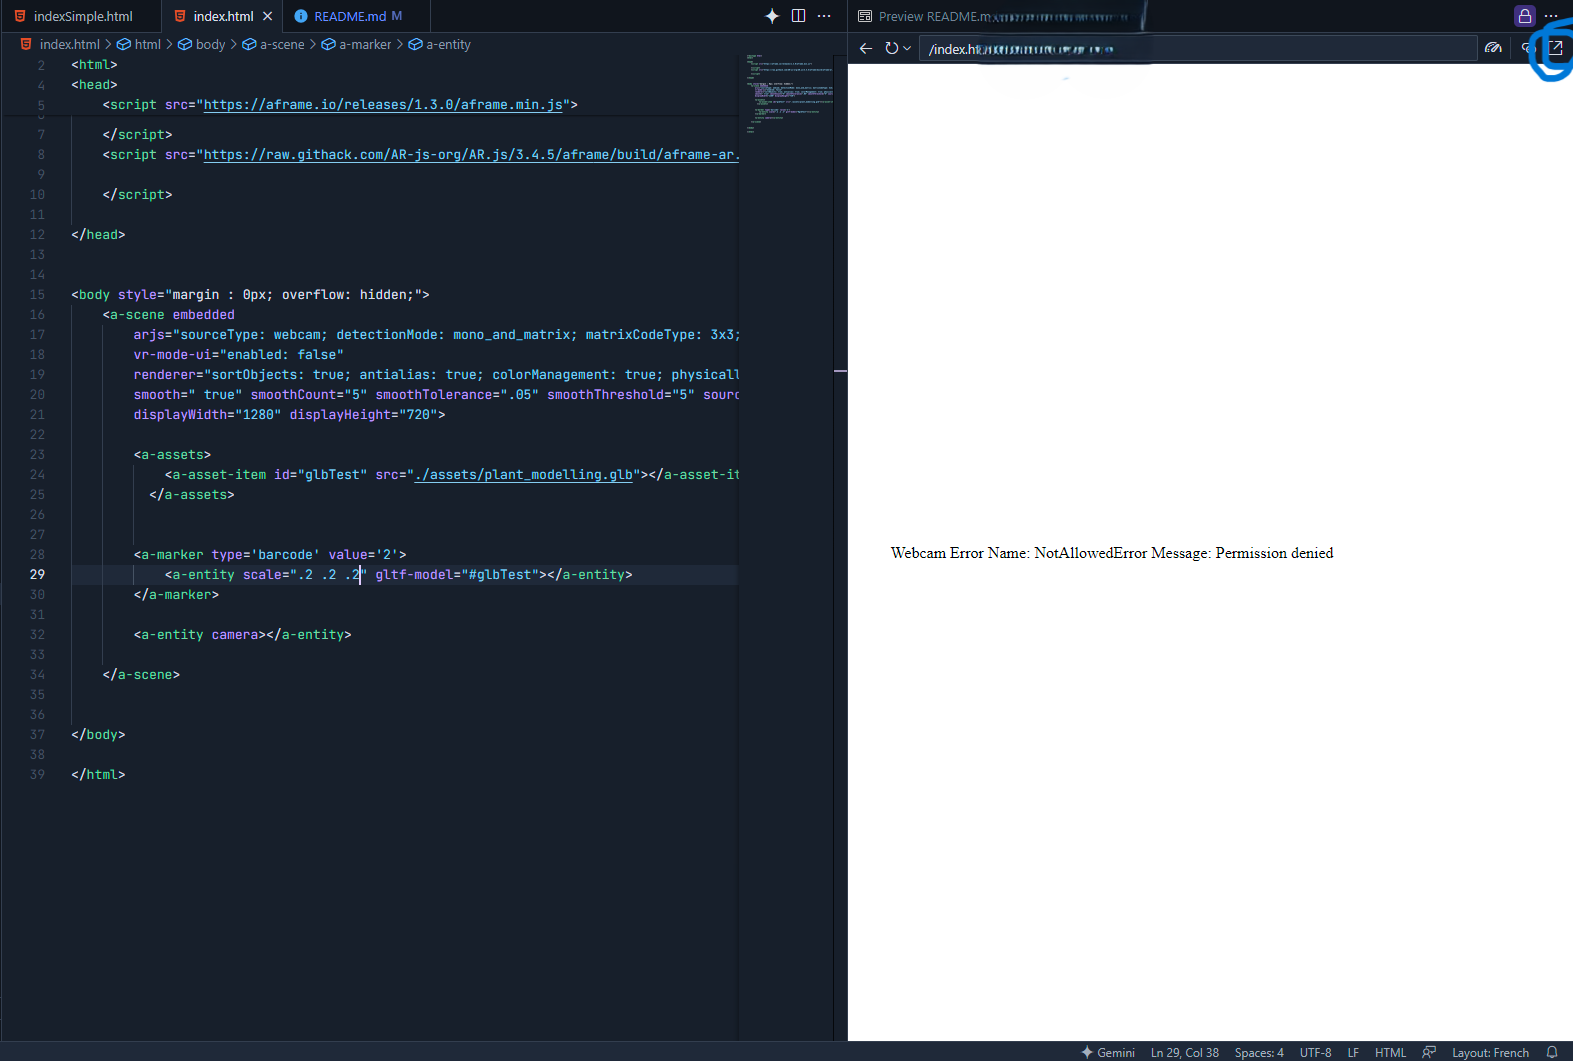 indexSimple.html
index.html
README.md M
Preview README.m
index.html > html > body > a-scene > a-marker > a-entity
/index.ht
2 <html>
4 <head>
5 <script src="https://aframe.io/releases/1.3.0/aframe.min.js">
7 </script>
8 <script src="https://raw.githack.com/AR-js-org/AR.js/3.4.5/aframe/build/aframe-ar.
9
10 </script>
11
12 </head>
13
14
15 <body style="margin : 0px; overflow: hidden;">
16 <a-scene embedded
17 arjs="sourceType: webcam; detectionMode: mono_and_matrix; matrixCodeType: 3x3;
18 vr-mode-ui="enabled: false"
19 renderer="sortObjects: true; antialias: true; colorManagement: true; physicall
20 smooth=" true" smoothCount="5" smoothTolerance=".05" smoothThreshold="5" sourc
21 displayWidth="1280" displayHeight="720">
22
23 <a-assets>
24 <a-asset-item id="glbTest" src="./assets/plant_modelling.glb"></a-asset-it
25 </a-assets>
26
27
28 <a-marker type='barcode' value='2'>
29 <a-entity scale=".2 .2 .2" gltf-model="#glbTest"></a-entity>
30 </a-marker>
31
32 <a-entity camera></a-entity>
33
34 </a-scene>
35
36
37 </body>
38
39 </html>
Webcam Error Name: NotAllowedError Message: Permission denied
Gemini Ln 29, Col 38 Spaces: 4 UTF-8 LF HTML Layout: French